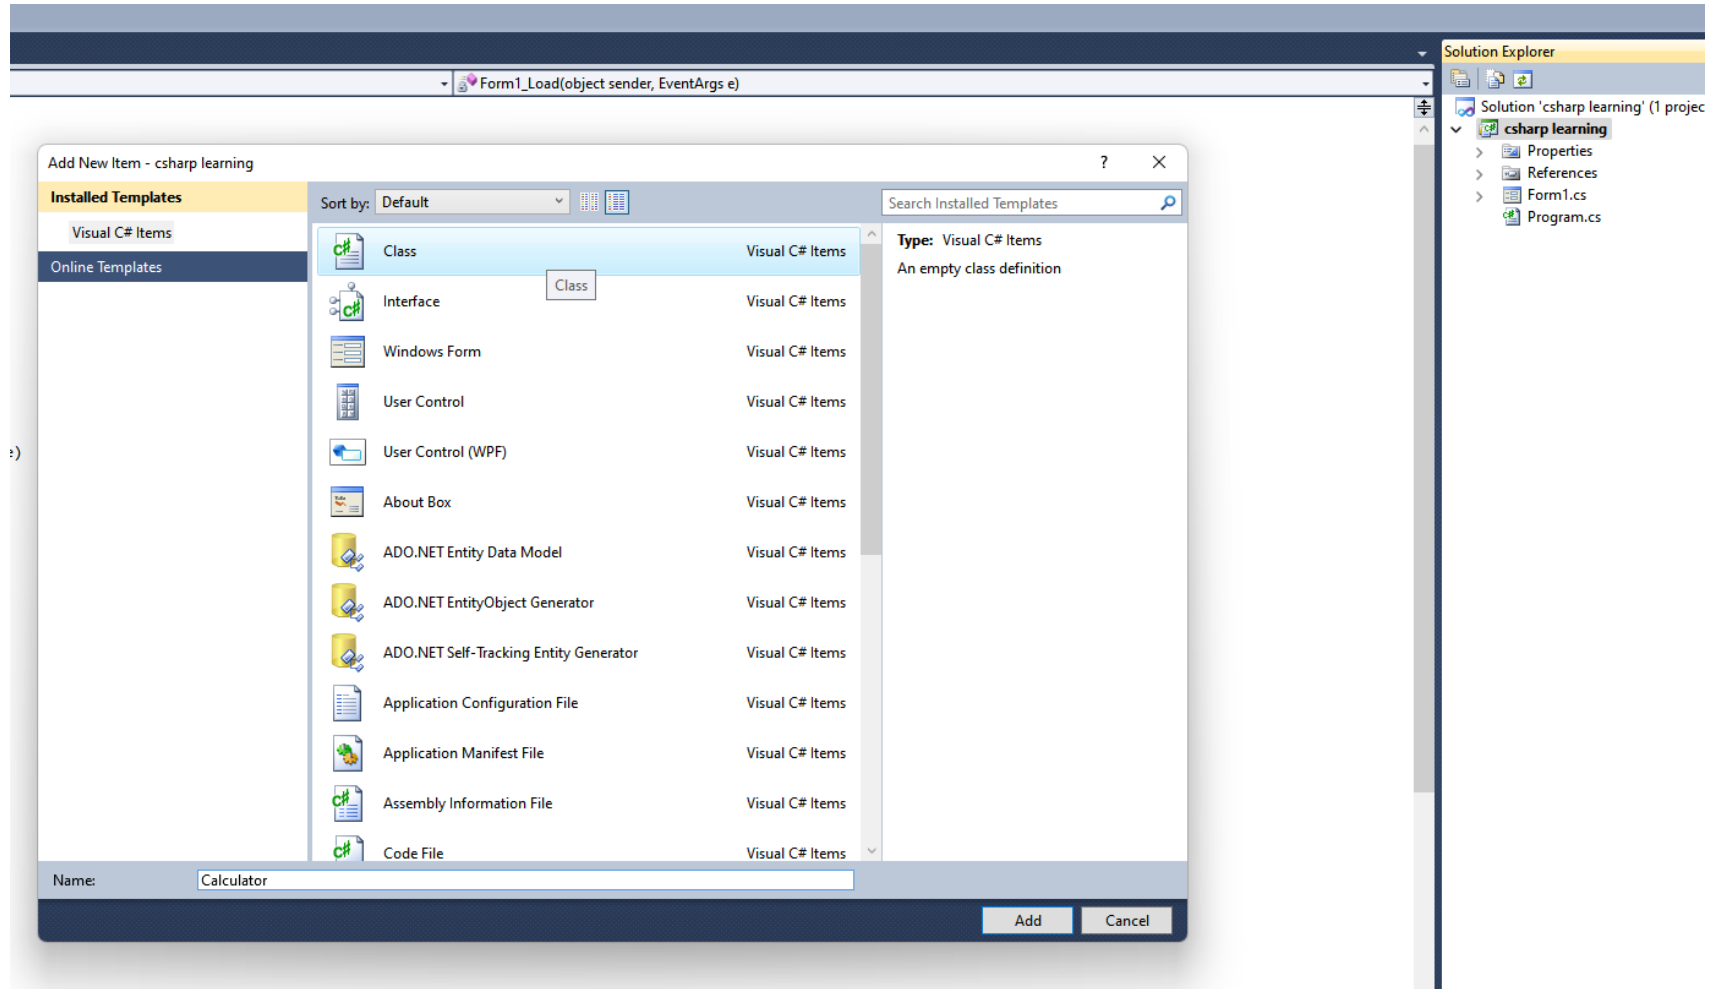 Solution Explorer
Form1_Load(object sender, EventArgs e)
Solution 'csharp learning' (1 projec
csharp learning
Properties
References
Form1.cs
Program.cs
Add New Item - csharp learning
?
Installed Templates
Visual C# Items
Online Templates
Sort by: Default
Search Installed Templates
Class Visual C# Items
Class
Interface Visual C# Items
Windows Form Visual C# Items
User Control Visual C# Items
User Control (WPF) Visual C# Items
About Box Visual C# Items
ADO.NET Entity Data Model Visual C# Items
ADO.NET EntityObject Generator Visual C# Items
ADO.NET Self-Tracking Entity Generator Visual C# Items
Application Configuration File Visual C# Items
Application Manifest File Visual C# Items
Assembly Information File Visual C# Items
Code File Visual C# Items
Type: Visual C# Items
An empty class definition
e)
Name: Calculator
Add Cancel